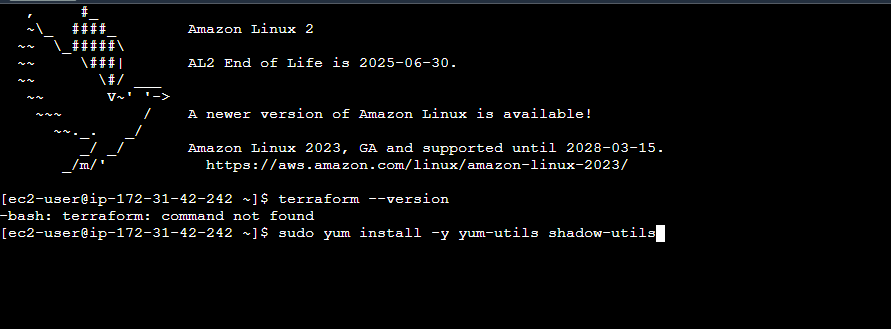 ,     #_
   ~\_  ####_        Amazon Linux 2
  ~~  \_#####\
  ~~     \###|       AL2 End of Life is 2025-06-30.
  ~~       \#/ ___
   ~~       V~' '->
    ~~~         /    A newer version of Amazon Linux is available!
      ~~._.   _/
         _/ _/       Amazon Linux 2023, GA and supported until 2028-03-15.
       _/m/'           https://aws.amazon.com/linux/amazon-linux-2023/
[ec2-user@ip-172-31-42-242 ~]$ terraform --version
-bash: terraform: command not found
[ec2-user@ip-172-31-42-242 ~]$ sudo yum install -y yum-utils shadow-utils